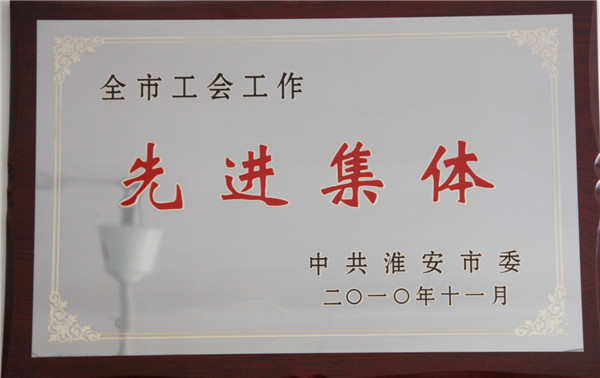 全市工会工作
先进集体
中共淮安市委
二〇一〇年十一月